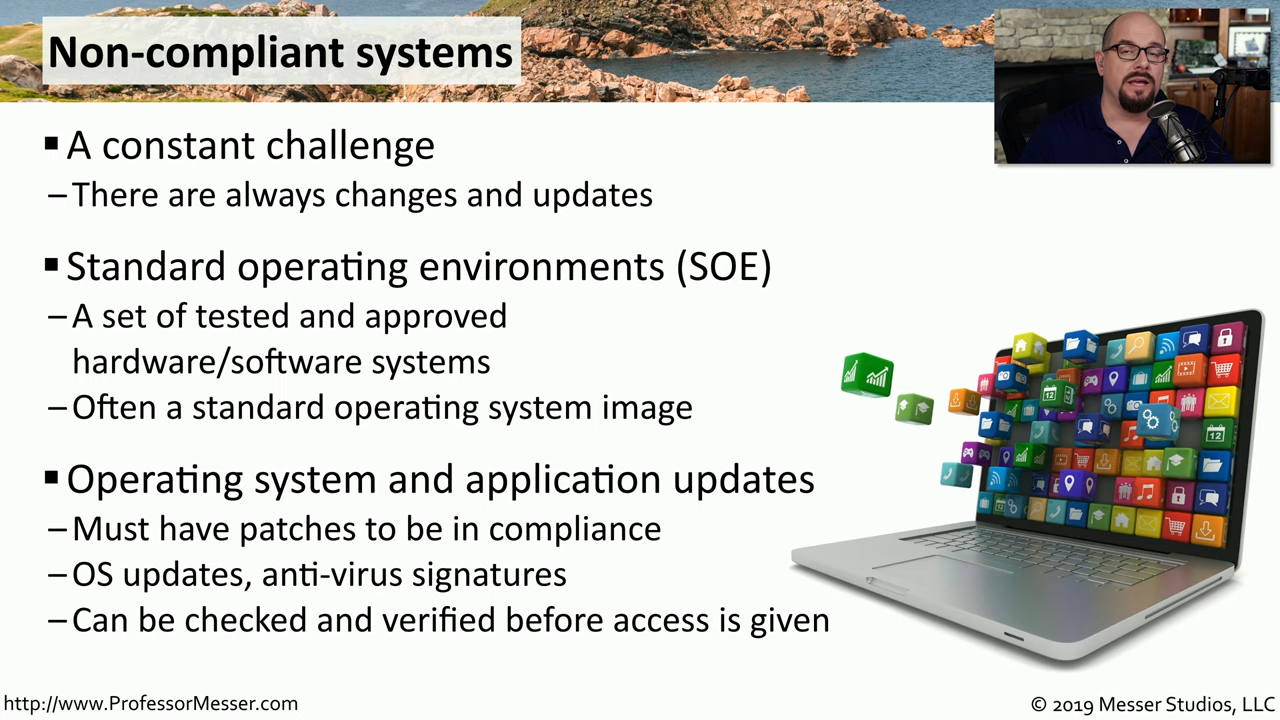 Non-compliant systems
▪ A constant challenge
– There are always changes and updates
▪ Standard operating environments (SOE)
– A set of tested and approved
hardware/software systems
– Often a standard operating system image
▪ Operating system and application updates
– Must have patches to be in compliance
– OS updates, anti-virus signatures
– Can be checked and verified before access is given
12
12
http://www.ProfessorMesser.com
© 2019 Messer Studios, LLC